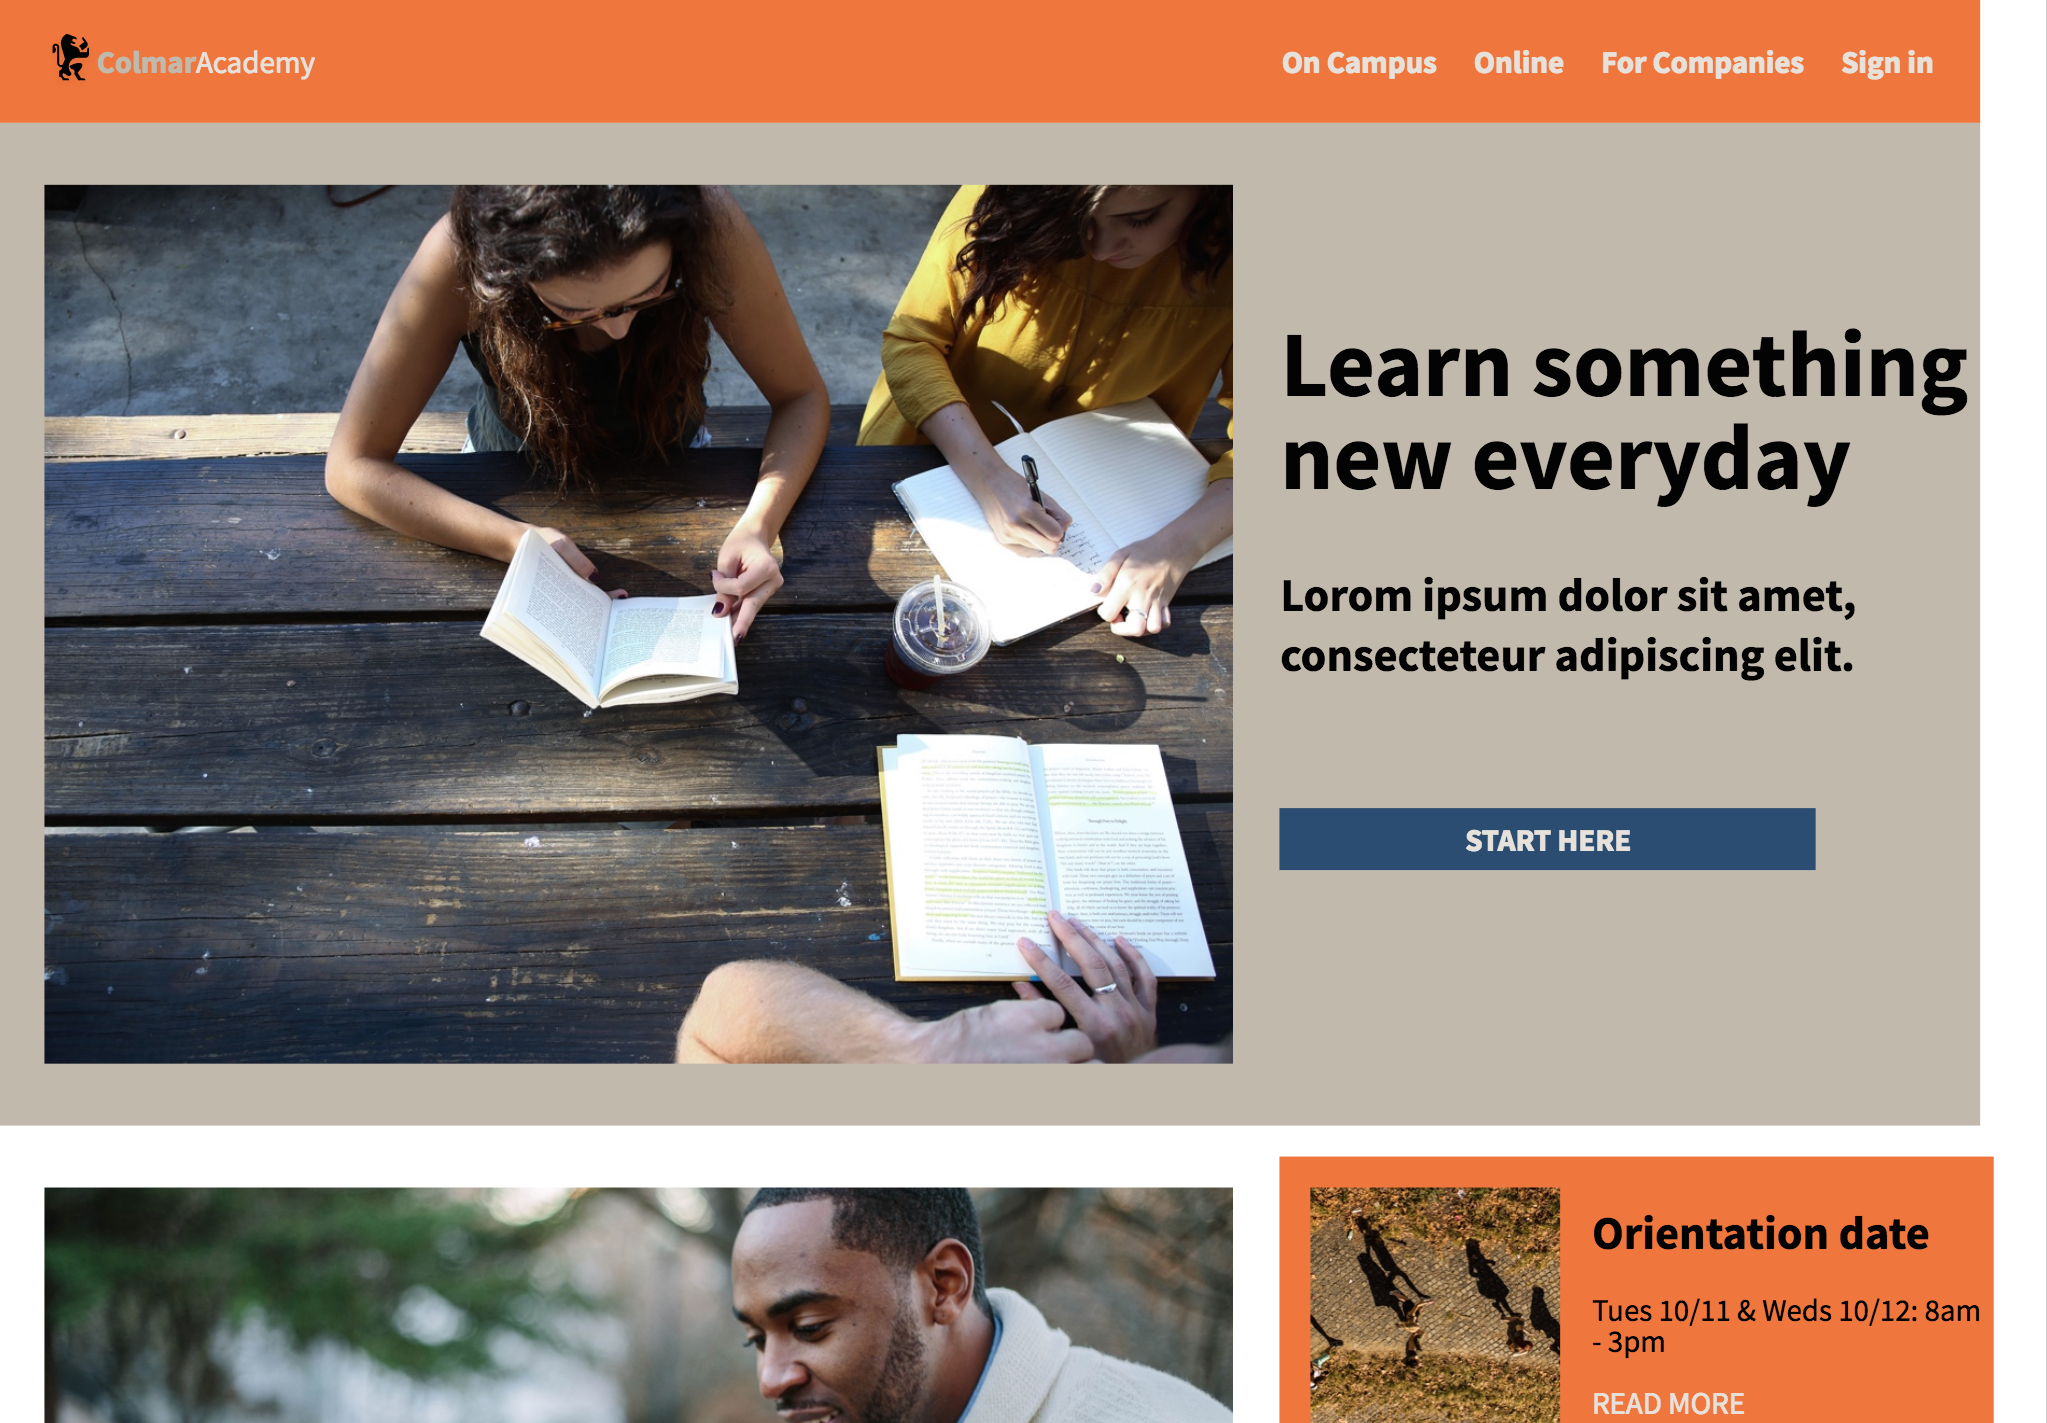 ColmarAcademy
On Campus
Online
For Companies
Sign in
Learn something
new everyday
Lorom ipsum dolor sit amet,
consecteteur adipiscing elit.
START HERE
Orientation date
Tues 10/11 & Weds 10/12: 8am
- 3pm
READ MORE